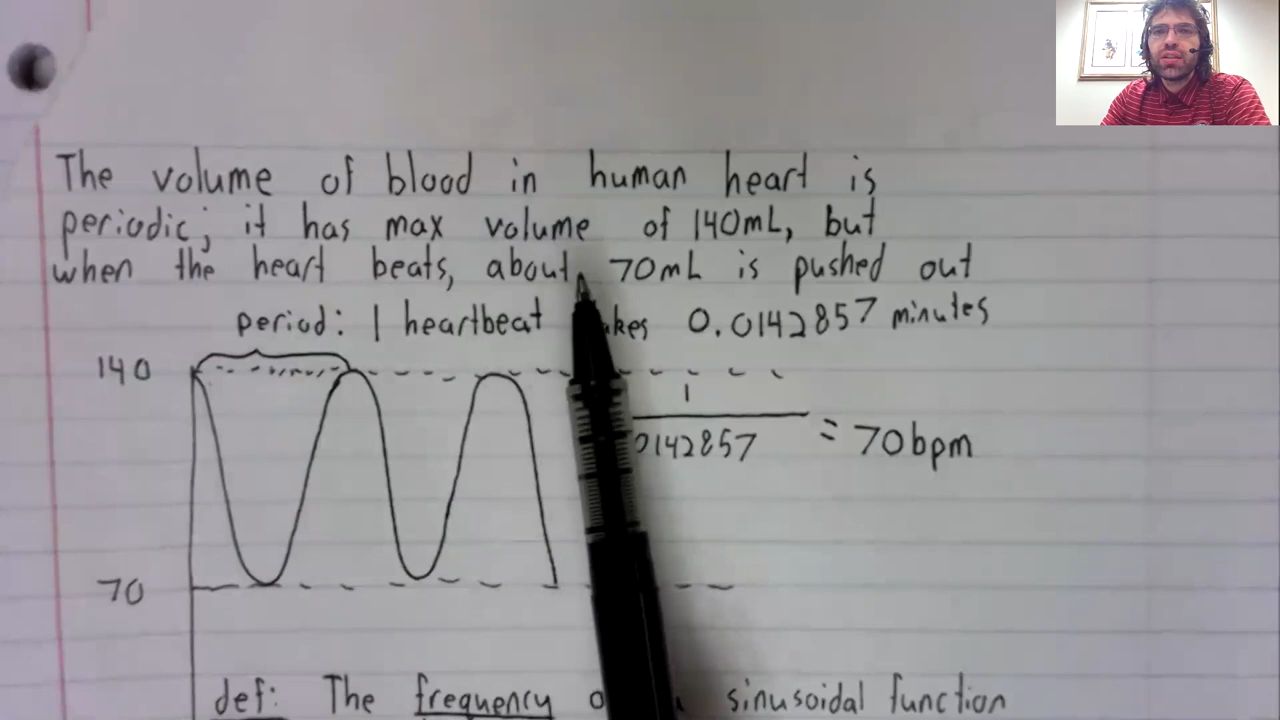 The volume of blood in human heart is
periodic; it has max volume of 140mL, but
when the heart beats, about 70mL is pushed out
period: 1 heartbeat 0.0142857 minutes
140
1
0142857 = 70bpm
70
def: The frequency sinusoidal function